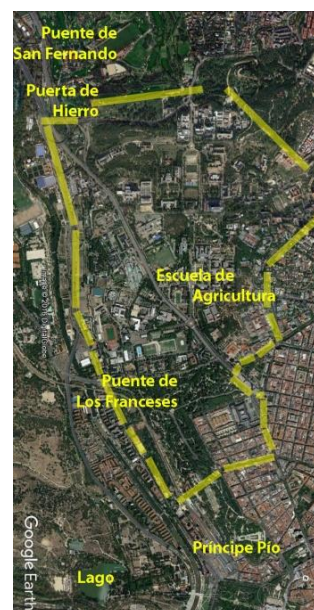 Puente de
San Fernando
Puerta de
Hierro
Escuela de
Agricultura
Puente de
Los Franceses
Príncipe Pío
Lago
Google Earth